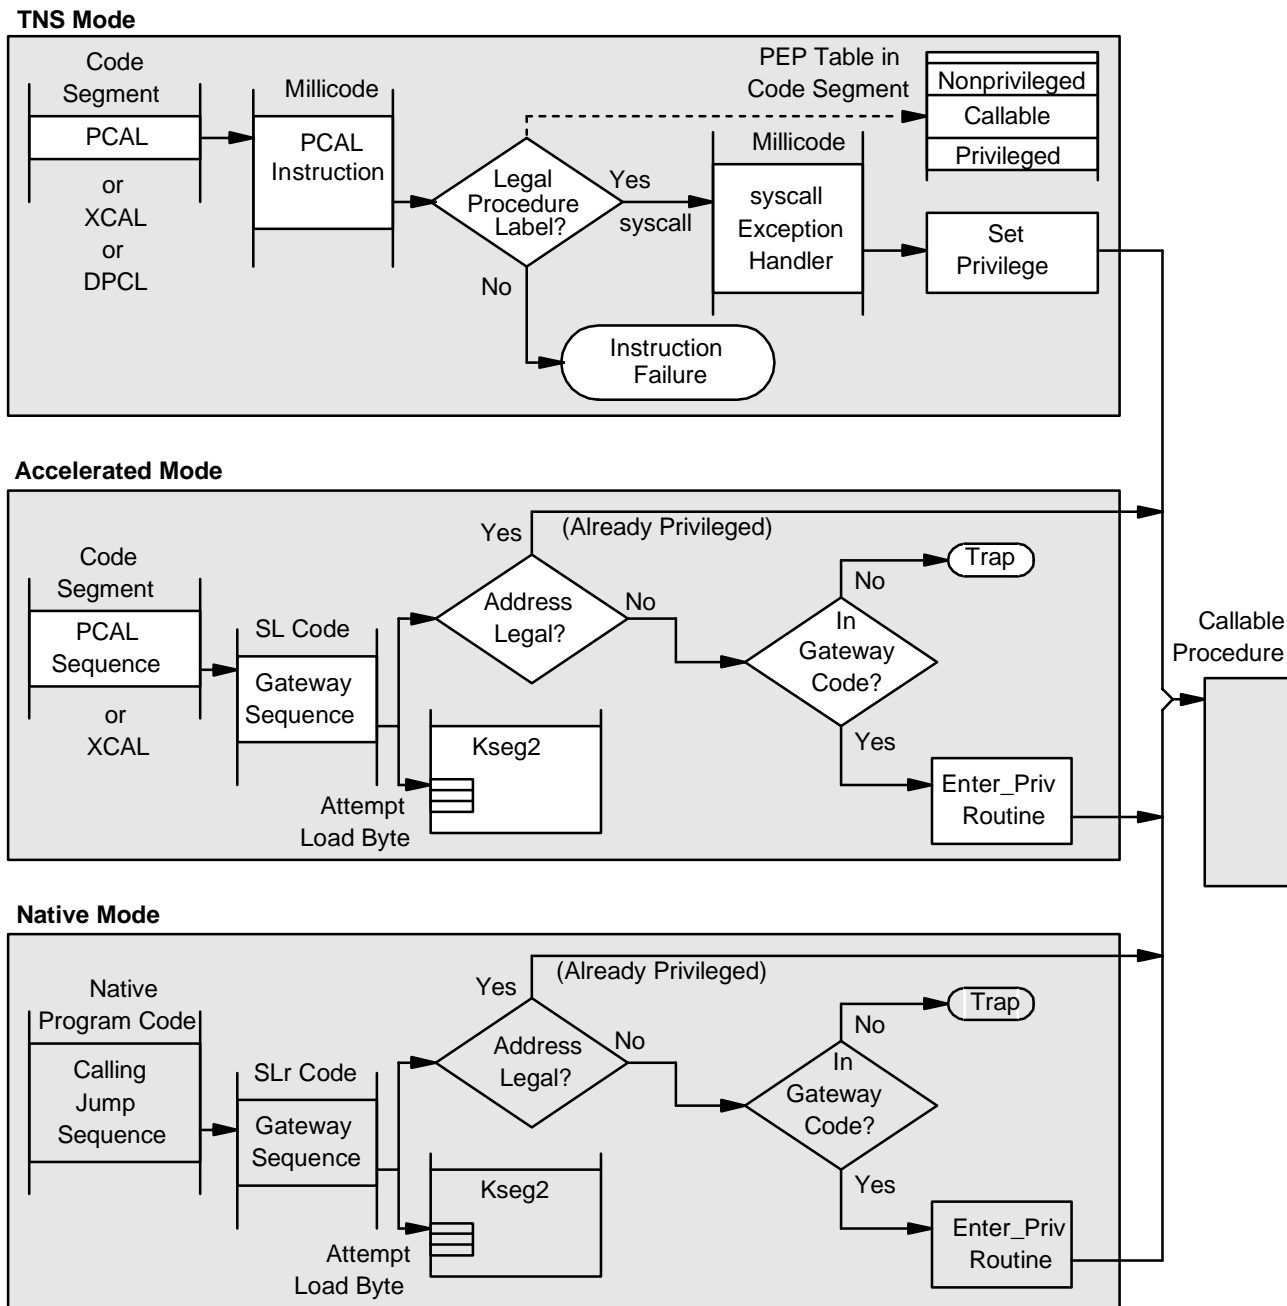 TNS Mode
Code
Segment
PCAL
or
XCAL
or
DPCL
Millicode
PCAL
Instruction
Legal
Procedure
Label?
Yes
syscall
No
Instruction
Failure
PEP Table in
Code Segment
Nonprivileged
Callable
Privileged
Millicode
syscall
Exception
Handler
Set
Privilege
Accelerated Mode
Code
Segment
PCAL
Sequence
or
XCAL
SL Code
Gateway
Sequence
Attempt
Load Byte
Kseg2
Address
Legal?
Yes
(Already Privileged)
No
In
Gateway
Code?
No
Trap
Yes
Enter_Priv
Routine
Callable
Procedure
Native Mode
Native
Program Code
Calling
Jump
Sequence
SLr Code
Gateway
Sequence
Attempt
Load Byte
Kseg2
Address
Legal?
Yes
(Already Privileged)
No
In
Gateway
Code?
No
Trap
Yes
Enter_Priv
Routine